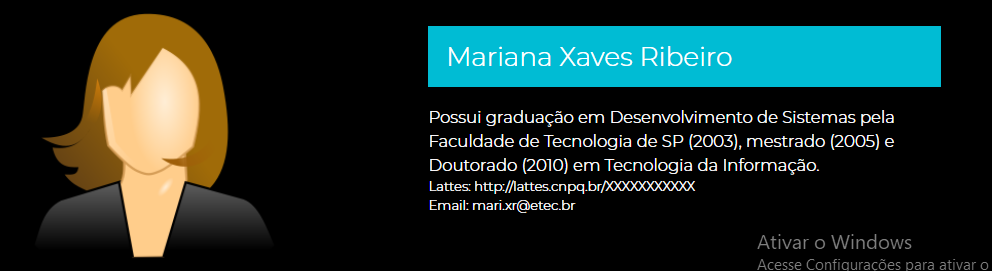 Mariana Xaves Ribeiro
Possui graduação em Desenvolvimento de Sistemas pela
Faculdade de Tecnologia de SP (2003), mestrado (2005) e
Doutorado (2010) em Tecnologia da Informação.
Lattes: http://lattes.cnpq.br/XXXXXXXXXXX
Email: mari.xr@etec.br
Ativar o Windows
Acesse Configurações para ativar o